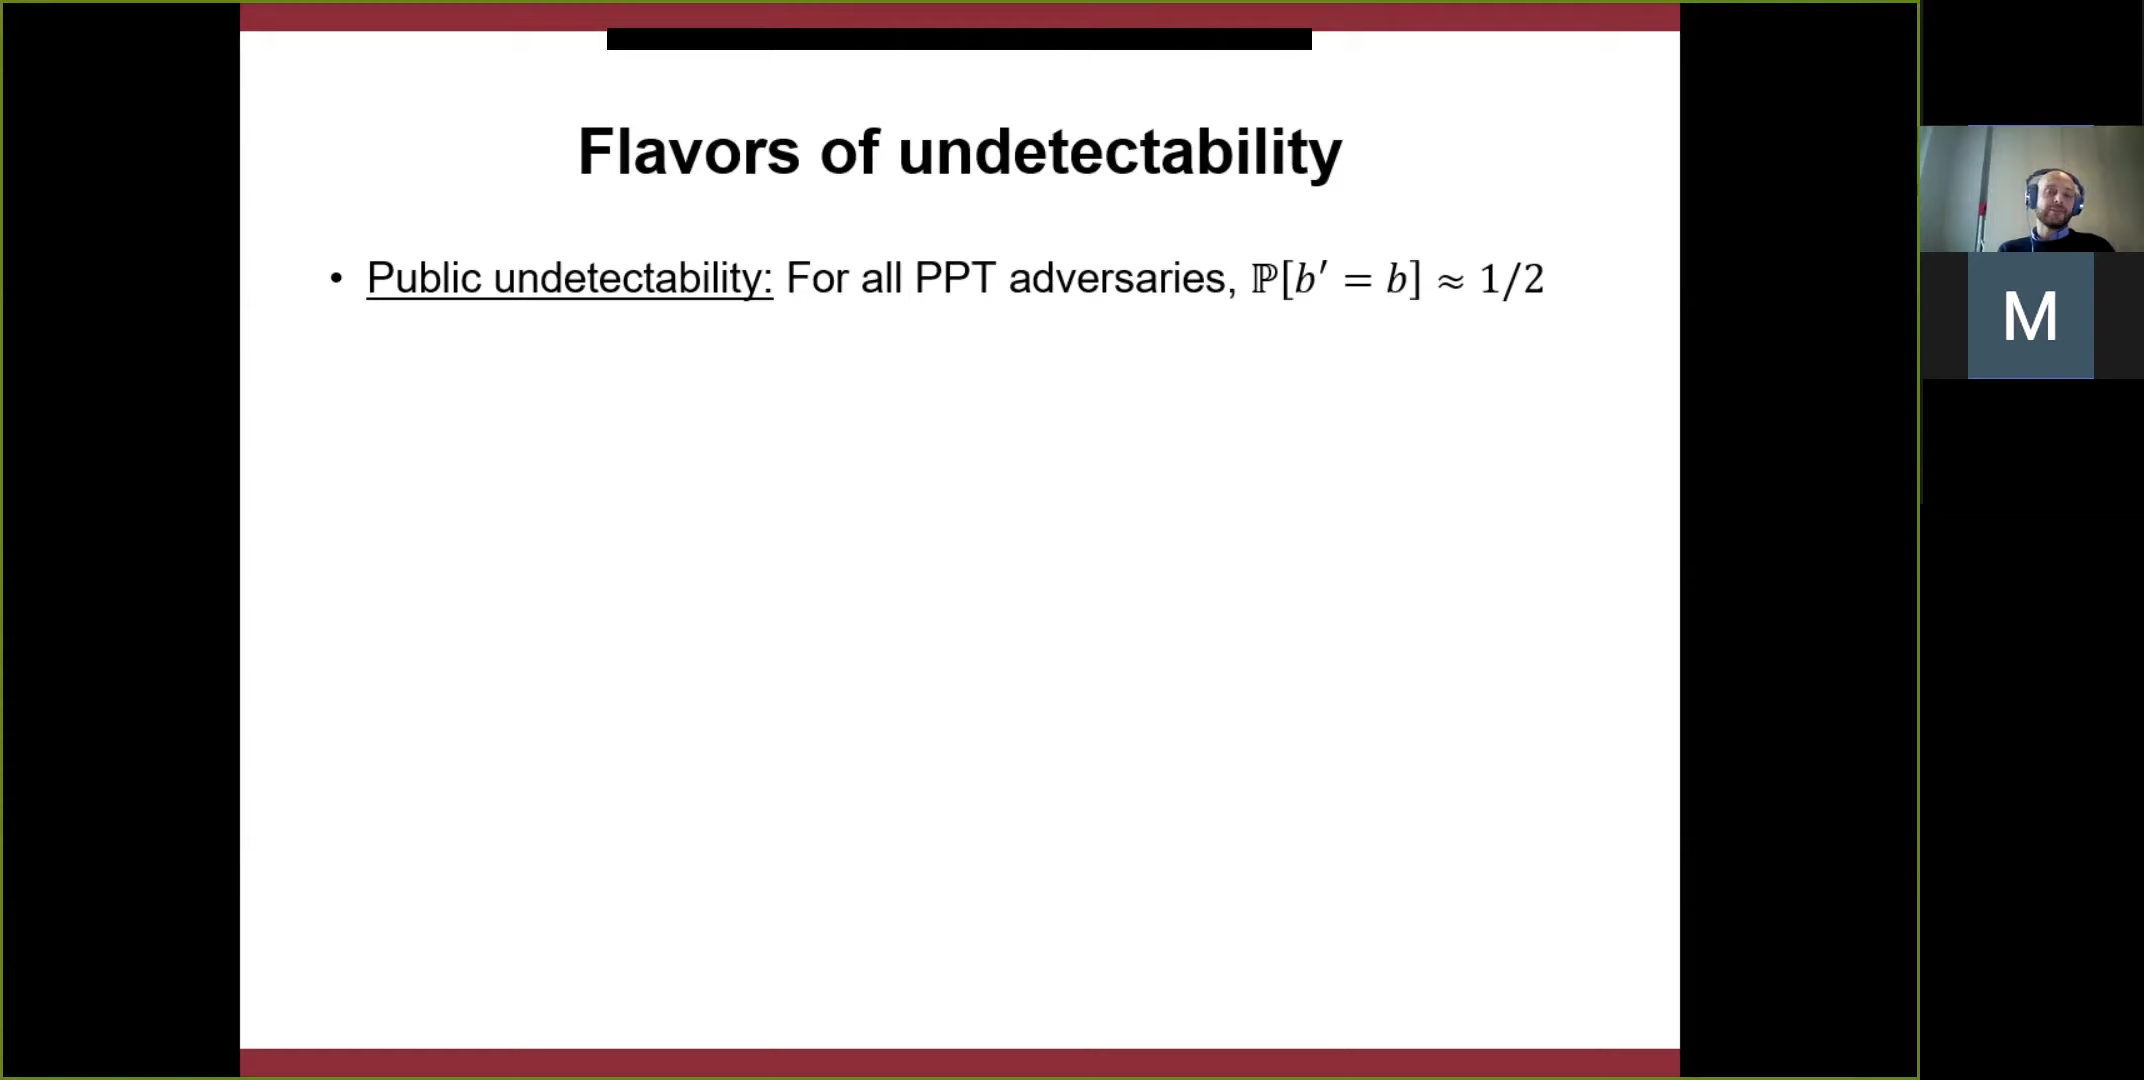 Flavors of undetectability
• Public undetectability: For all PPT adversaries, ℙ[b′ = b] ≈ 1/2
M